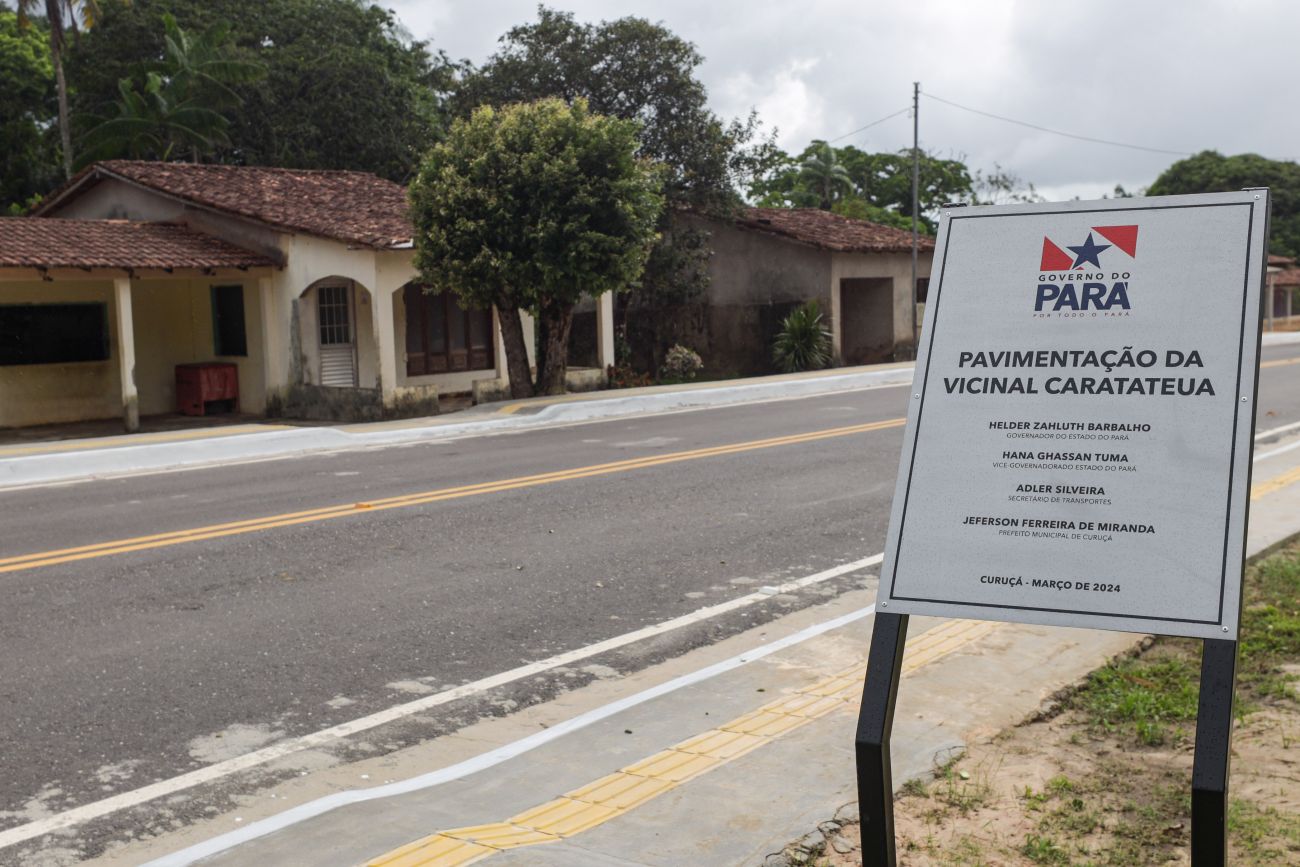 GOVERNO DO
PARÁ
POR TODO O PARÁ
PAVIMENTAÇÃO DA
VICINAL CARATATEUA
HELDER ZAHLUTH BARBALHO
GOVERNADOR DO ESTADO DO PARÁ
HANA GHASSAN TUMA
VICE-GOVERNADORADO ESTADO DO PARÁ
ADLER SILVEIRA
SECRETÁRIO DE TRANSPORTES
JEFERSON FERREIRA DE MIRANDA
PREFEITO MUNICIPAL DE CURUÇÁ
CURUÇÁ - MARÇO DE 2024